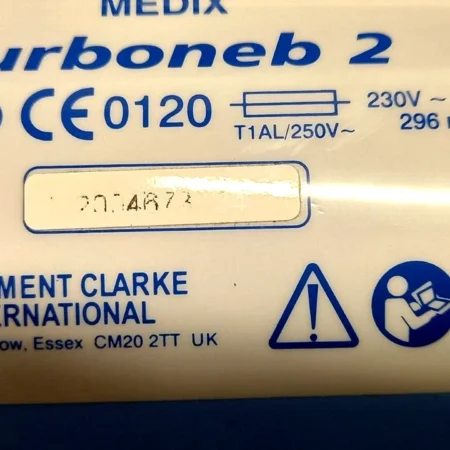 MEDIX
urboneb 2
CE 0120
T1AL/250V~
230V ~
296
MENT CLARKE
ERNATIONAL
ow, Essex CM20 2TT UK